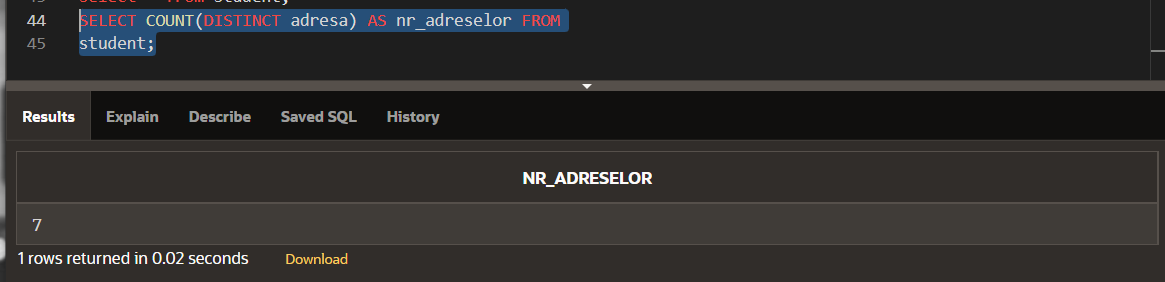 44 SELECT COUNT(DISTINCT adresa) AS nr_adreselor FROM
45 student;
Results Explain Describe Saved SQL History
NR_ADRESELOR
7
1 rows returned in 0.02 seconds Download